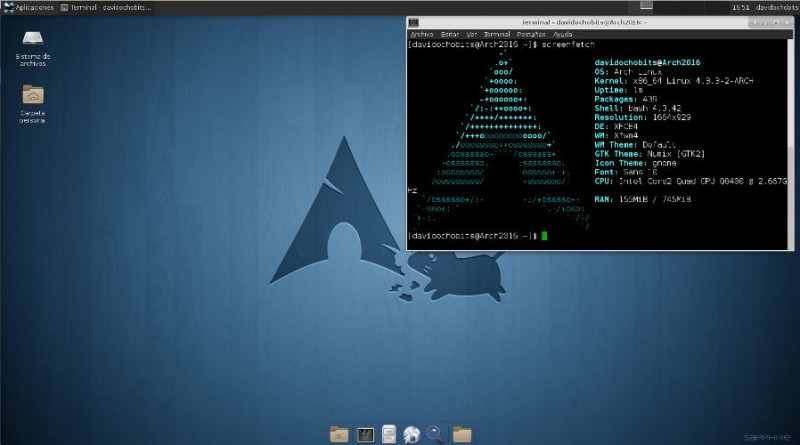 Aplicaciones
Terminal - davidochobits...
18:51
davidochobits
Sistema de
archivos
Carpeta
personal
Terminal - davidochobits@Arch2016:~
Archivo Editar Ver Terminal Pestañas Ayuda
[davidochobits@Arch2016 ~]$ screenfetch
davidochobits@Arch2016
OS: Arch Linux
Kernel: x86_64 Linux 4.3.3-2-ARCH
Uptime: 1m
Packages: 439
Shell: bash 4.3.42
Resolution: 1664x929
DE: XFCE4
WM: Xfwm4
WM Theme: Default
GTK Theme: Numix [GTK2]
Icon Theme: gnome
Font: Sans 10
CPU: Intel Core2 Quad CPU Q8400 @ 2.667G
Hz
RAM: 155MiB / 745MiB
[davidochobits@Arch2016 ~]$
SAPPHIRE